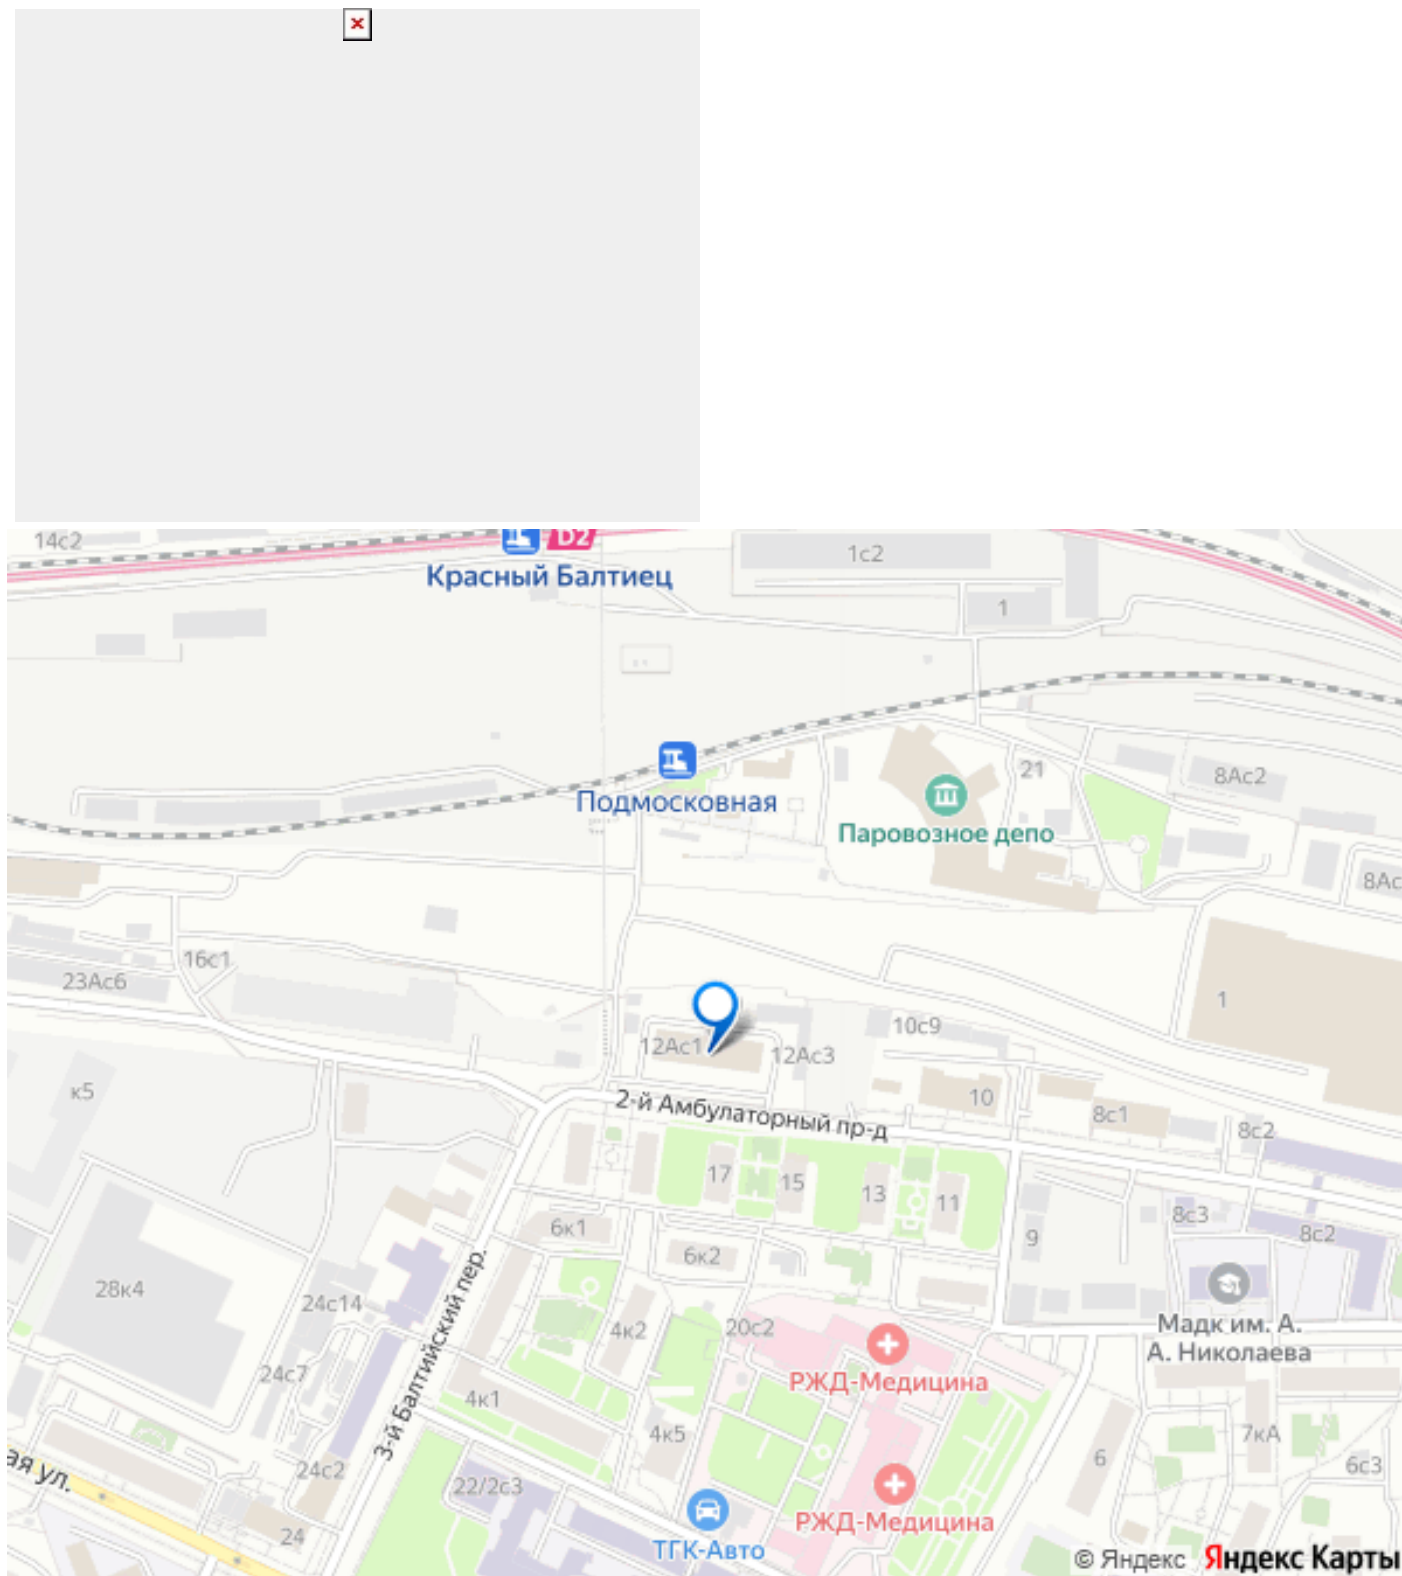 14с2
D2
Красный Балтиец
1с2
1
Подмосковная
21
8Ас2
Паровозное депо
8Ас
16с1
23Ас6
1
10с9
12Ас1
12Ас3
к5
10
2-й Амбулаторный пр-д
8с1
8с2
17
15
13
11
8с3
8с2
6к1
6к2
9
28к4
24с14
4к2
20с2
Мадк им. А.
А. Николаева
РЖД-Медицина
3-й Балтийский пер.
24с7
4к1
4к5
7кА
6
6с3
ая ул.
24с2
22/2с3
РЖД-Медицина
24
ТГК-Авто
© Яндекс Яндекс Карты